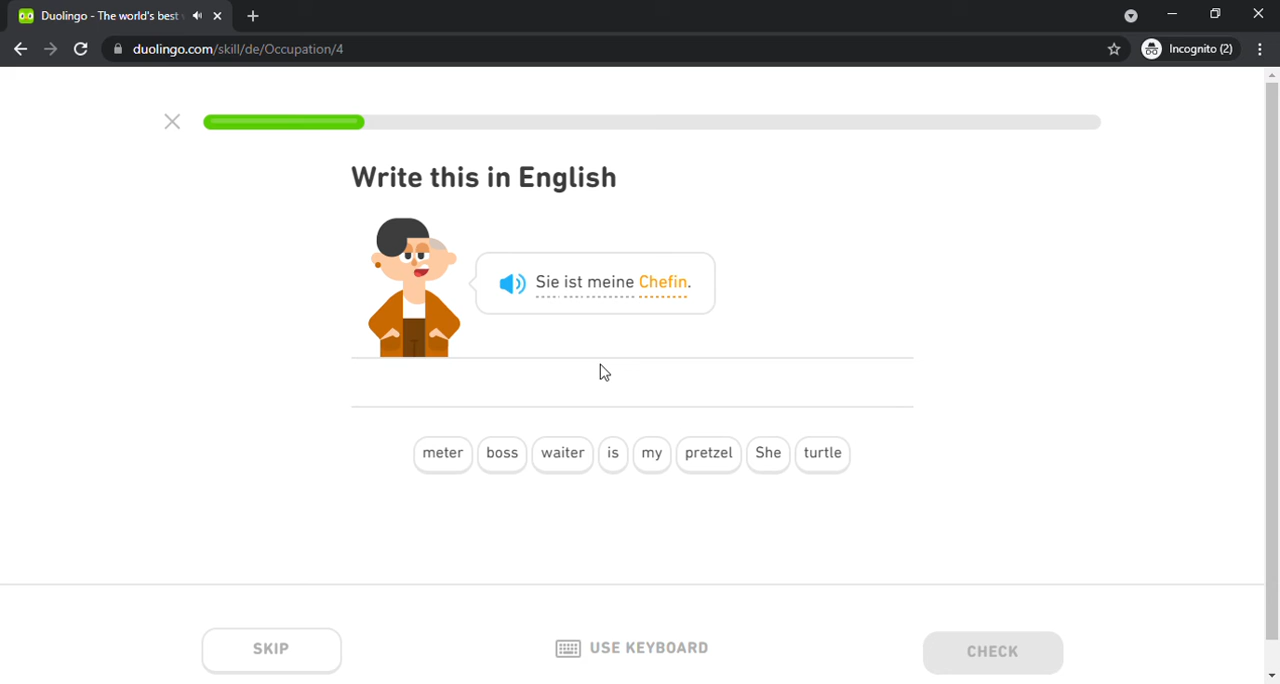 Duolingo - The world's best
duolingo.com/skill/de/Occupation/4
Incognito (2)
Write this in English
Sie ist meine Chefin.
meter boss waiter is my pretzel She turtle
SKIP
USE KEYBOARD
CHECK